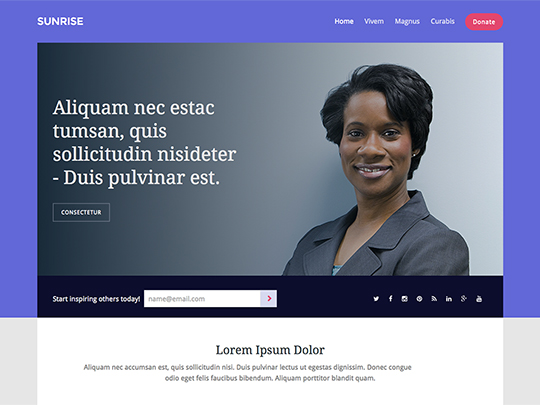 SUNRISE
Home Vivem Magnus Curabis Donate
Aliquam nec estac
tumsan, quis
sollicitudin nisideter
- Duis pulvinar est.
CONSECTETUR
Start inspiring others today! name@email.com
Lorem Ipsum Dolor
Aliquam nec accumsan est, quis sollicitudin nisi. Duis pulvinar lectus ut egestas dignissim. Donec congue
odio eget felis faucibus bibendum. Aliquam porttitor blandit quam.